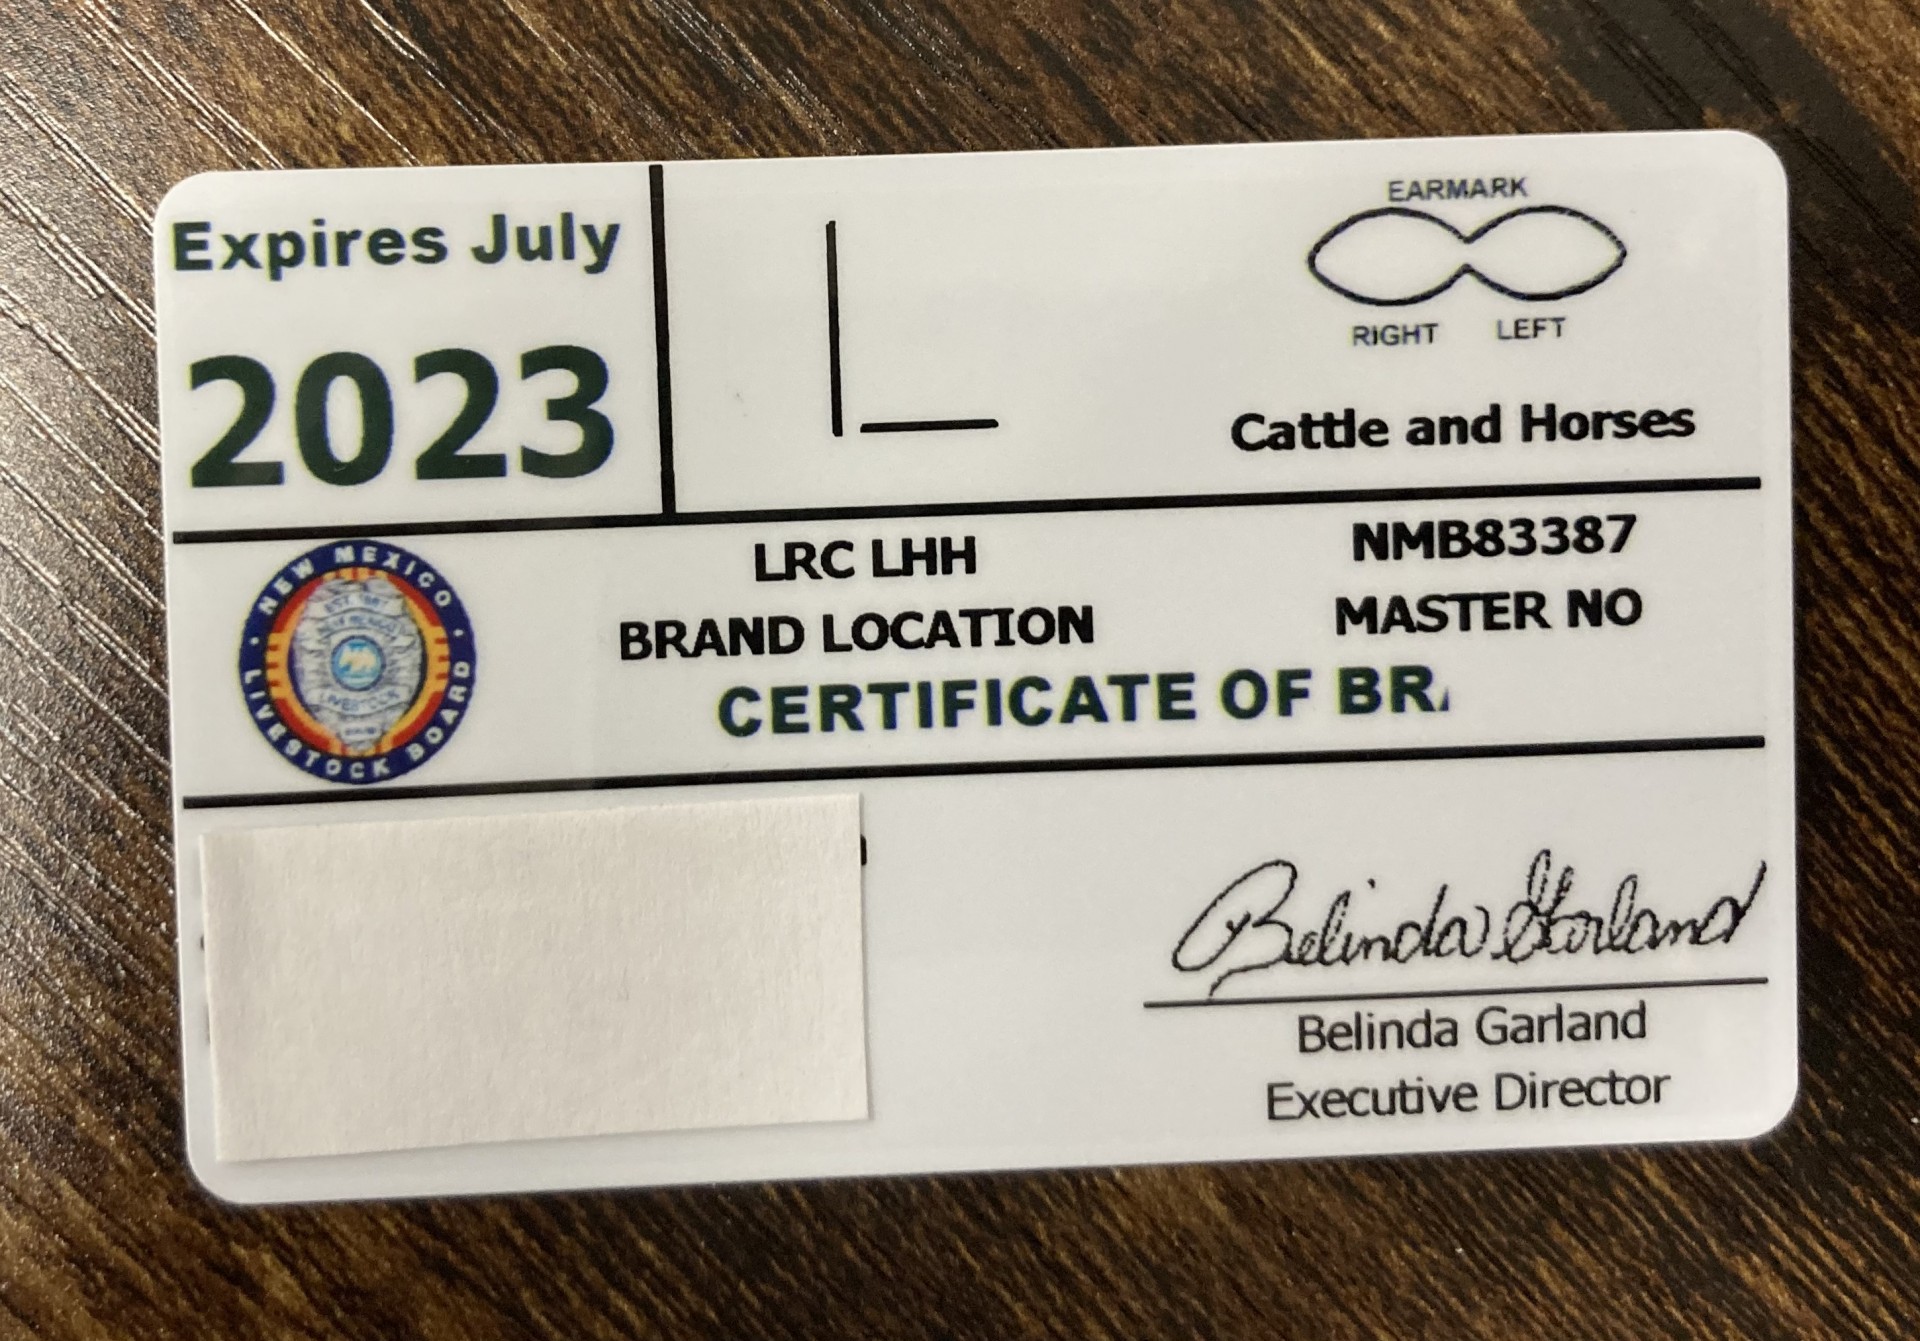 Expires July
2023
EARMARK
RIGHT LEFT
Cattle and Horses
LRC LHH
BRAND LOCATION
NMB83387
MASTER NO
CERTIFICATE OF BR
NEW MEXICO
LIVESTOCK BOARD
Belinda Garland
Belinda Garland
Executive Director